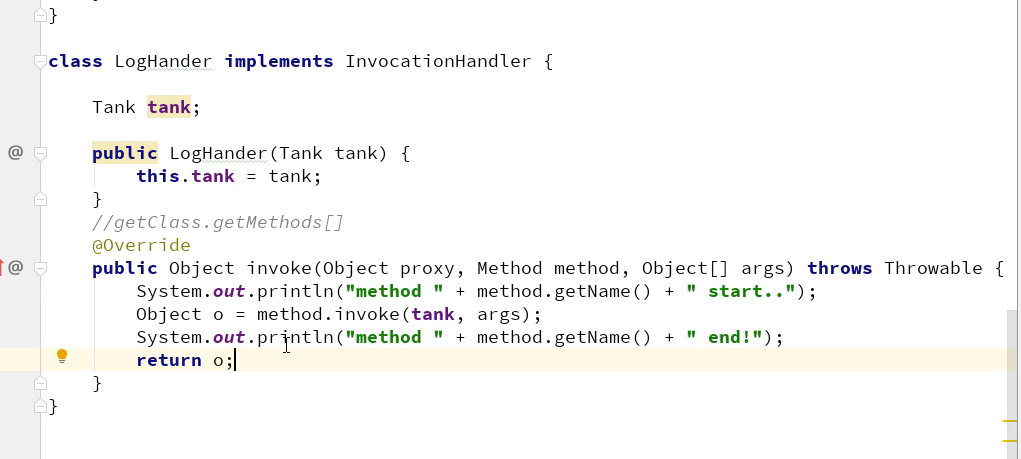 }
class LogHander implements InvocationHandler {
Tank tank;
@ public LogHander(Tank tank) {
this.tank = tank;
}
//getClass.getMethods[]
@Override
@ public Object invoke(Object proxy, Method method, Object[] args) throws Throwable {
System.out.println("method " + method.getName() + " start..");
Object o = method.invoke(tank, args);
System.out.println("method " + method.getName() + " end!");
return o;
}
}